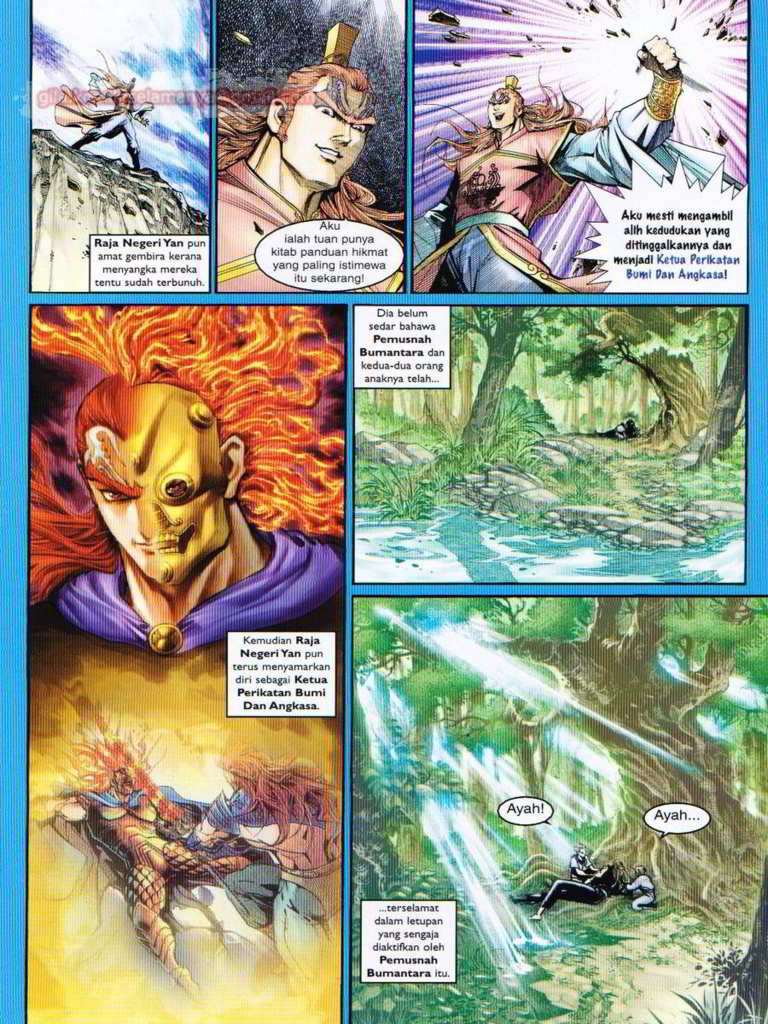 Raja Negeri Yan pun
amat gembira kerana
menyangka mereka
tentu sudah terbunuh.
Aku
ialah tuan punya
kitab panduan hikmat
yang paling istimewa
itu sekarang!
Aku mesti mengambil
alih kedudukan yang
ditinggalkannya dan
menjadi Ketua Perikatan
Bumi Dan Angkasa!
Kemudian Raja
Negeri Yan pun
terus menyamarkan
diri sebagai Ketua
Perikatan Bumi
Dan Angkasa.
Dia belum
sedar bahawa
Pemusnah
Bumantara dan
kedua-dua orang
anaknya telah...
Ayah!
Ayah...
...terselamat
dalam letupan
yang sengaja
diaktifkan oleh
Pemusnah
Bumantara itu.